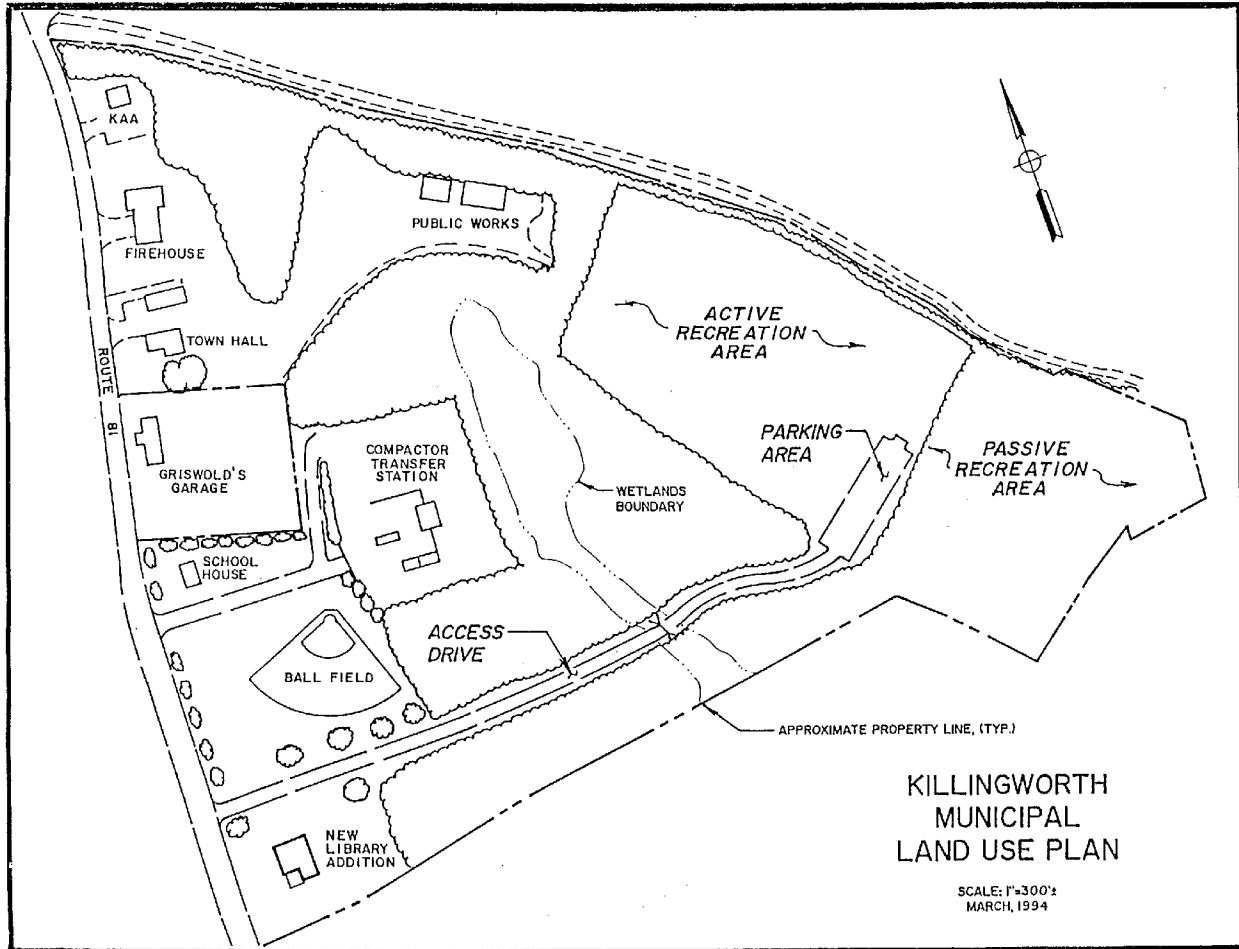 KAA
FIREHOUSE
PUBLIC WORKS
TOWN HALL
ROUTE 81
GRISWOLD'S
GARAGE
SCHOOL
HOUSE
COMPACTOR
TRANSFER
STATION
WETLANDS
BOUNDARY
ACTIVE
RECREATION
AREA
PARKING
AREA
PASSIVE
RECREATION
AREA
ACCESS
DRIVE
BALL FIELD
APPROXIMATE PROPERTY LINE, (TYP.)
NEW
LIBRARY
ADDITION
KILLINGWORTH
MUNICIPAL
LAND USE PLAN
SCALE: 1"=300'±
MARCH, 1994